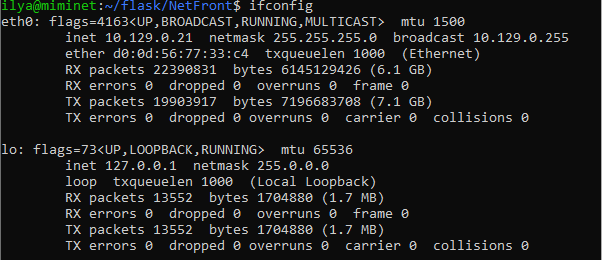 ilya@miminet:~/flask/NetFront$ ifconfig
eth0: flags=4163<UP,BROADCAST,RUNNING,MULTICAST>  mtu 1500
        inet 10.129.0.21  netmask 255.255.255.0  broadcast 10.129.0.255
        ether d0:0d:56:77:33:c4  txqueuelen 1000  (Ethernet)
        RX packets 22390831  bytes 6145129426 (6.1 GB)
        RX errors 0  dropped 0  overruns 0  frame 0
        TX packets 19903917  bytes 7196683708 (7.1 GB)
        TX errors 0  dropped 0 overruns 0  carrier 0  collisions 0

lo: flags=73<UP,LOOPBACK,RUNNING>  mtu 65536
        inet 127.0.0.1  netmask 255.0.0.0
        loop  txqueuelen 1000  (Local Loopback)
        RX packets 13552  bytes 1704880 (1.7 MB)
        RX errors 0  dropped 0  overruns 0  frame 0
        TX packets 13552  bytes 1704880 (1.7 MB)
        TX errors 0  dropped 0 overruns 0  carrier 0  collisions 0